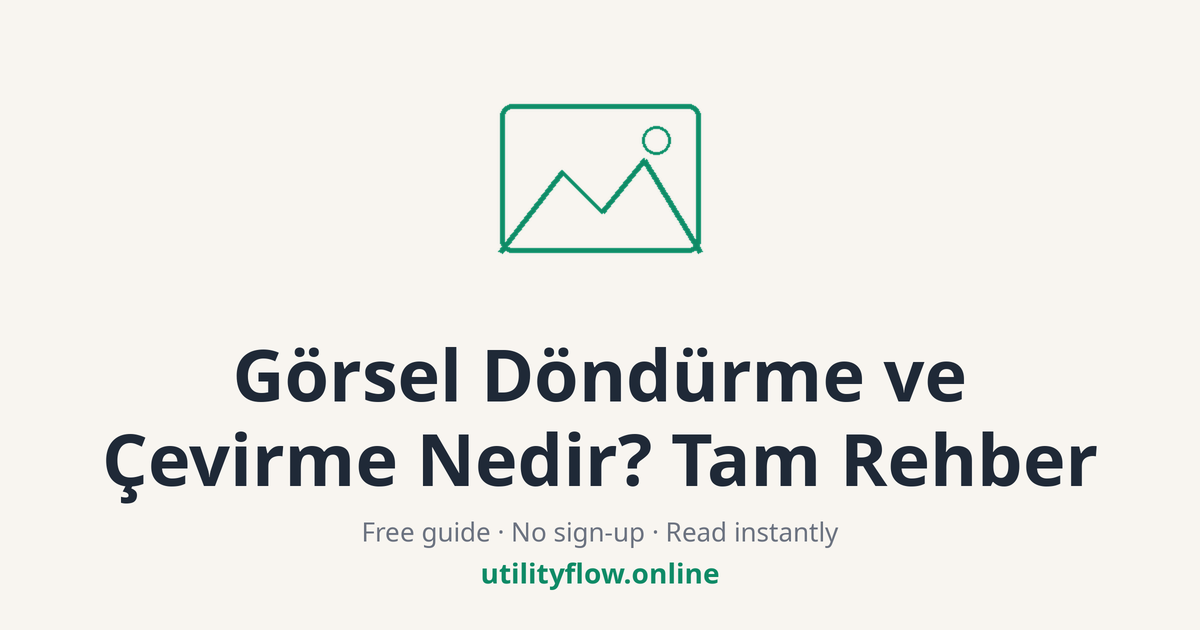 Görsel Döndürme ve
Çevirme Nedir? Tam Rehber
Free guide · No sign-up · Read instantly
utilityflow.online